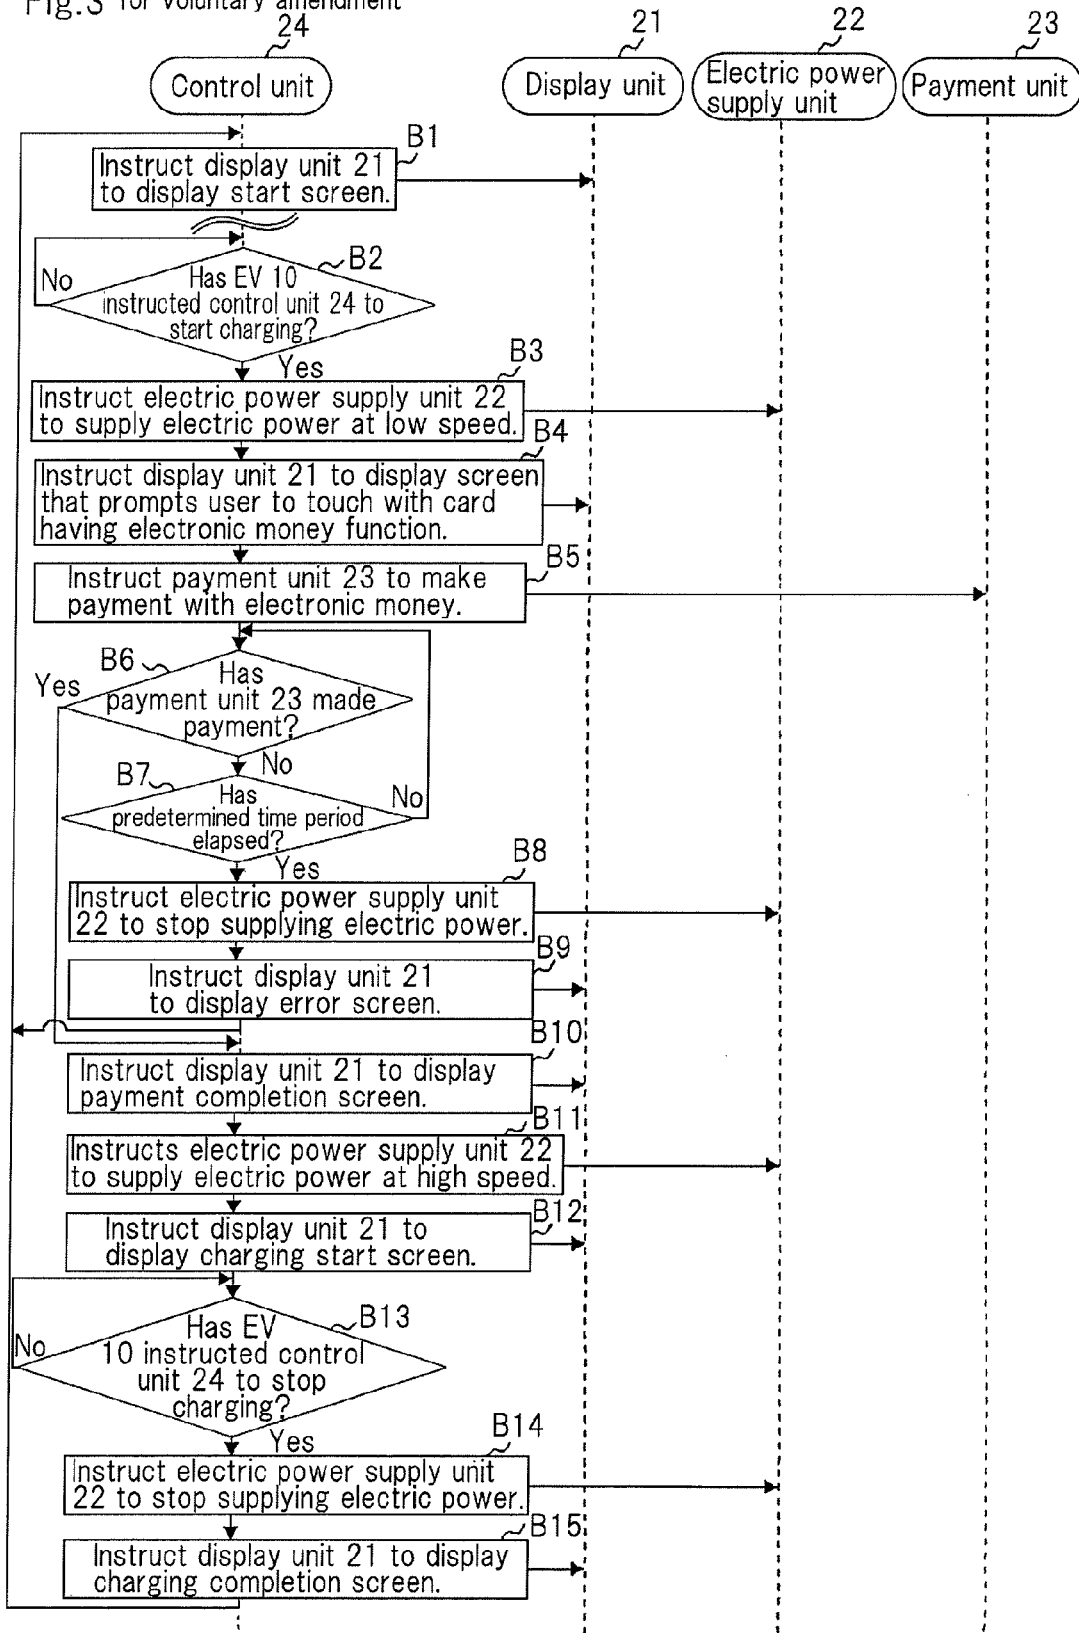 Fig.3 for voluntary amendment
24
21
22
23
Control unit
Display unit
Electric power
supply unit
Payment unit
B1
Instruct display unit 21
to display start screen.
B2
No
Has EV 10
instructed control unit 24 to
start charging?
Yes
B3
Instruct electric power supply unit 22
to supply electric power at low speed.
B4
Instruct display unit 21 to display screen
that prompts user to touch with card
having electronic money function.
B5
Instruct payment unit 23 to make
payment with electronic money.
B6
Yes
Has
payment unit 23 made
payment?
No
B7
Has
predetermined time period
elapsed?
No
Yes
B8
Instruct electric power supply unit
22 to stop supplying electric power.
B9
Instruct display unit 21
to display error screen.
B10
Instruct display unit 21 to display
payment completion screen.
B11
Instructs electric power supply unit 22
to supply electric power at high speed.
B12
Instruct display unit 21 to
display charging start screen.
B13
No
Has EV
10 instructed control
unit 24 to stop
charging?
Yes
B14
Instruct electric power supply unit
22 to stop supplying electric power.
B15
Instruct display unit 21 to display
charging completion screen.